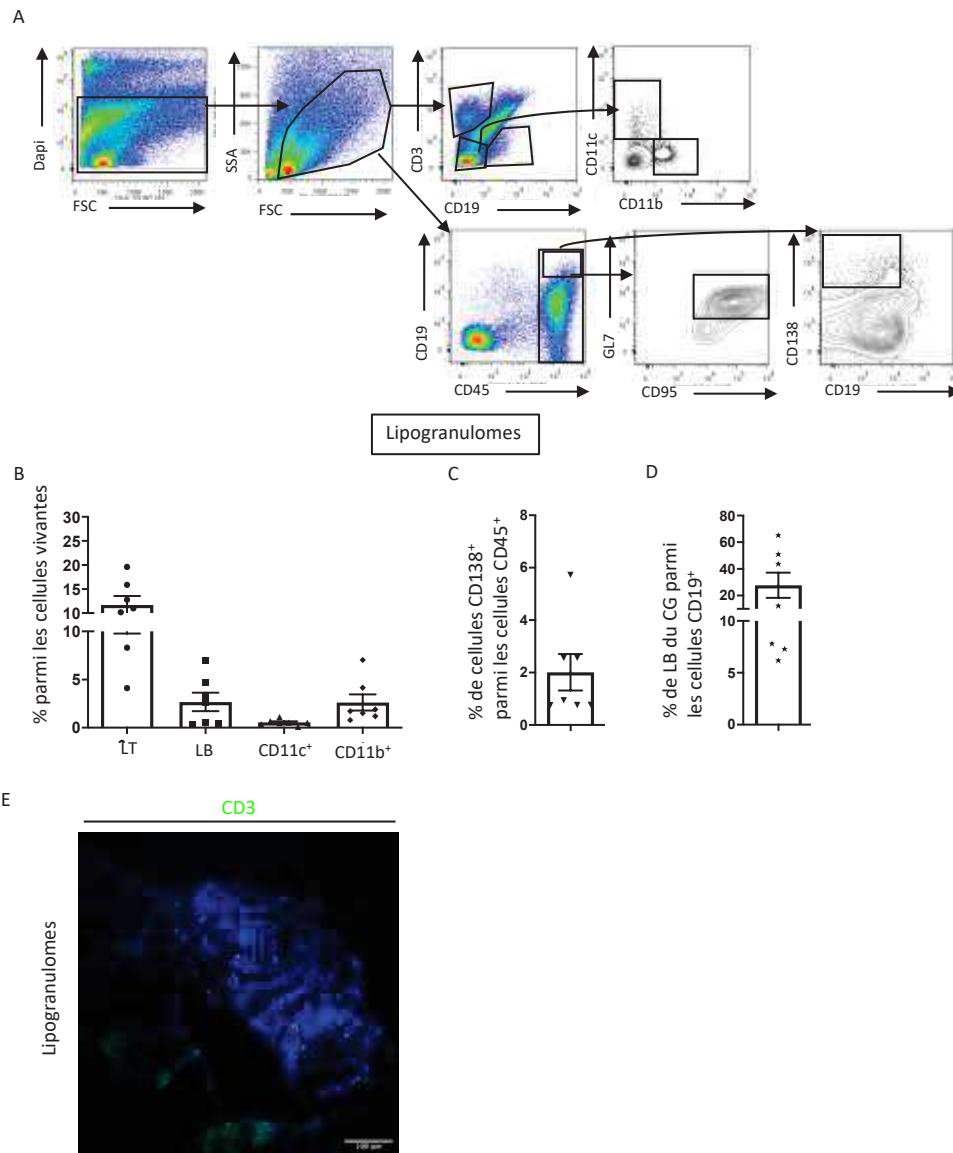 A
Dapi
FSC
SSA
FSC
CD3
CD19
CD11c
CD11b
CD19
CD45
GL7
CD95
CD138
CD19
Lipogranulomes
B
% parmi les cellules vivantes
30
25
20
15
10
10
5
0
LT
LB
CD11c⁺
CD11b⁺
C
% de cellules CD138⁺
parmi les cellules CD45⁺
8
6
4
2
0
D
% de LB du CG parmi
les cellules CD19⁺
80
60
40
20
10
5
0
E
CD3
Lipogranulomes
100 µm